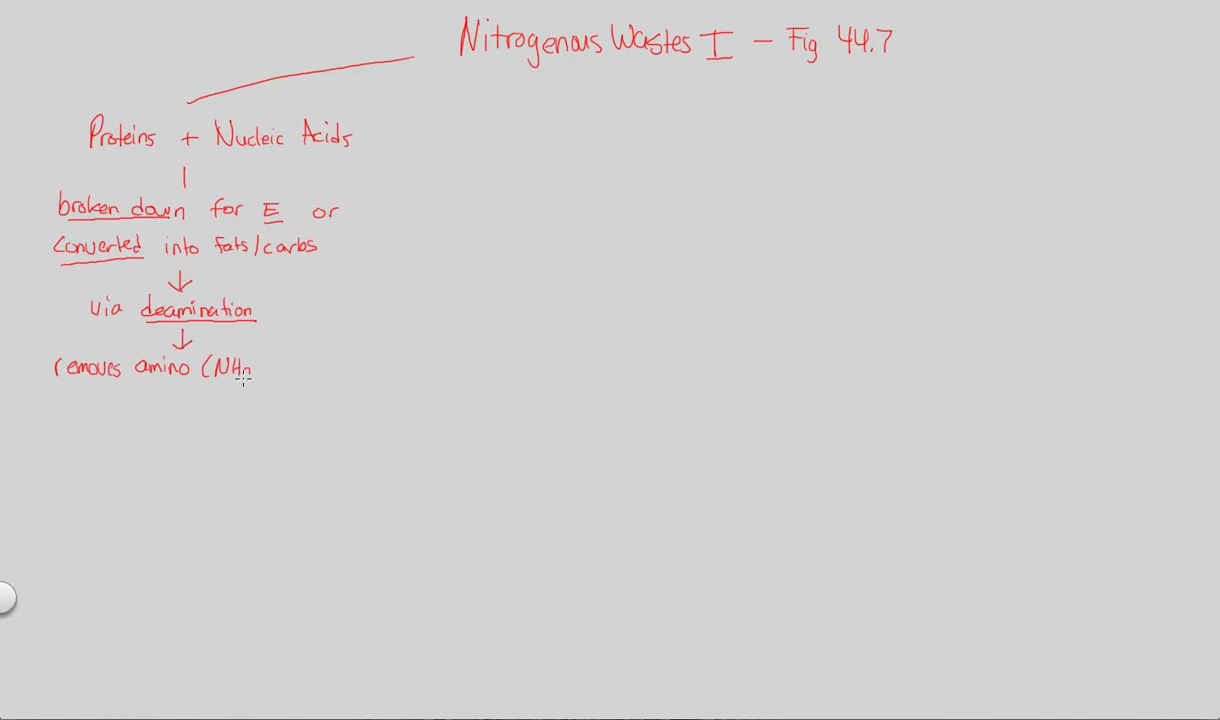 Nitrogenous Wastes I - Fig 44.7
Proteins + Nucleic Acids
broken down for E or
converted into fats/carbs
via deamination
removes amino (NH